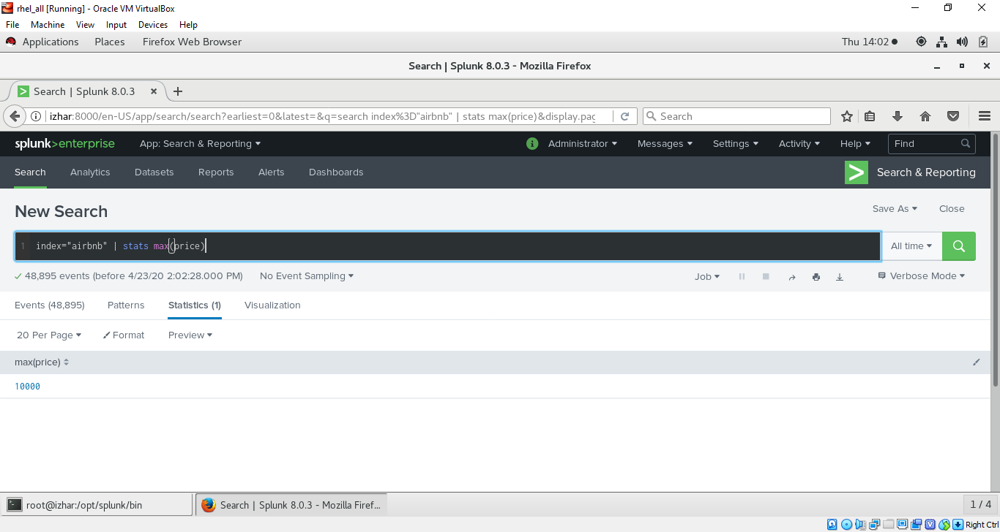 rhel_all [Running] - Oracle VM VirtualBox
File Machine View Input Devices Help
Applications Places Firefox Web Browser Thu 14:02
Search | Splunk 8.0.3 - Mozilla Firefox
Search | Splunk 8.0.3
izhar:8000/en-US/app/search/search?earliest=0&latest=&q=search index%3D"airbnb" | stats max(price)&display.pag Search
splunk>enterprise App: Search & Reporting Administrator Messages Settings Activity Help Find
Search Analytics Datasets Reports Alerts Dashboards Search & Reporting
New Search Save As Close
1 index="airbnb" | stats max(price) All time
48,895 events (before 4/23/20 2:02:28.000 PM) No Event Sampling Job Verbose Mode
Events (48,895) Patterns Statistics (1) Visualization
20 Per Page Format Preview
max(price)
10000
root@izhar:/opt/splunk/bin Search | Splunk 8.0.3 - Mozilla Firef... 1 / 4
Right Ctrl